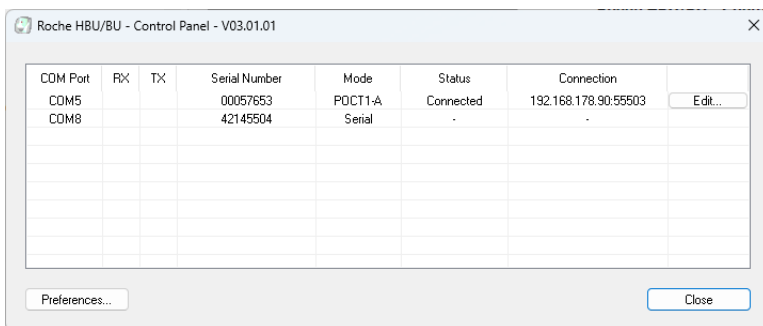 Roche HBU/BU - Control Panel - V03.01.01
COM Port RX TX Serial Number Mode Status Connection
COM5 00057653 POCT1-A Connected 192.168.178.90:55503 Edit...
COM8 42145504 Serial - -
Preferences... Close